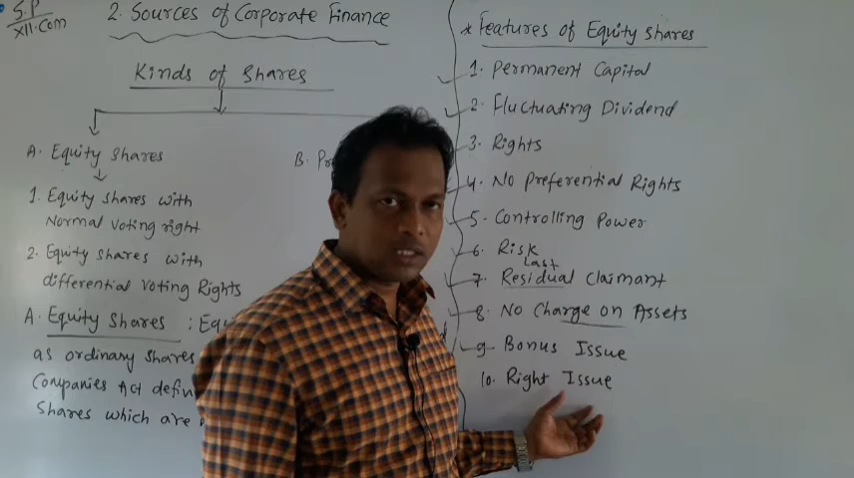 S.P
XII.com
2. Sources of Corporate Finance
Kinds of Shares
A. Equity Shares
B.
1. Equity shares with
Normal Voting right
2. Equity shares with
differential Voting Rights
A. Equity Shares :
as ordinary shares
Companies Act
Shares which are
* Features of Equity shares
1. Permanent Capital
2. Fluctuating Dividend
3. Rights
4. No Preferential Rights
5. Controlling Power
6. Risk
Last
7. Residual Claimant
8. No Charge on Assets
9. Bonus Issue
10. Right Issue